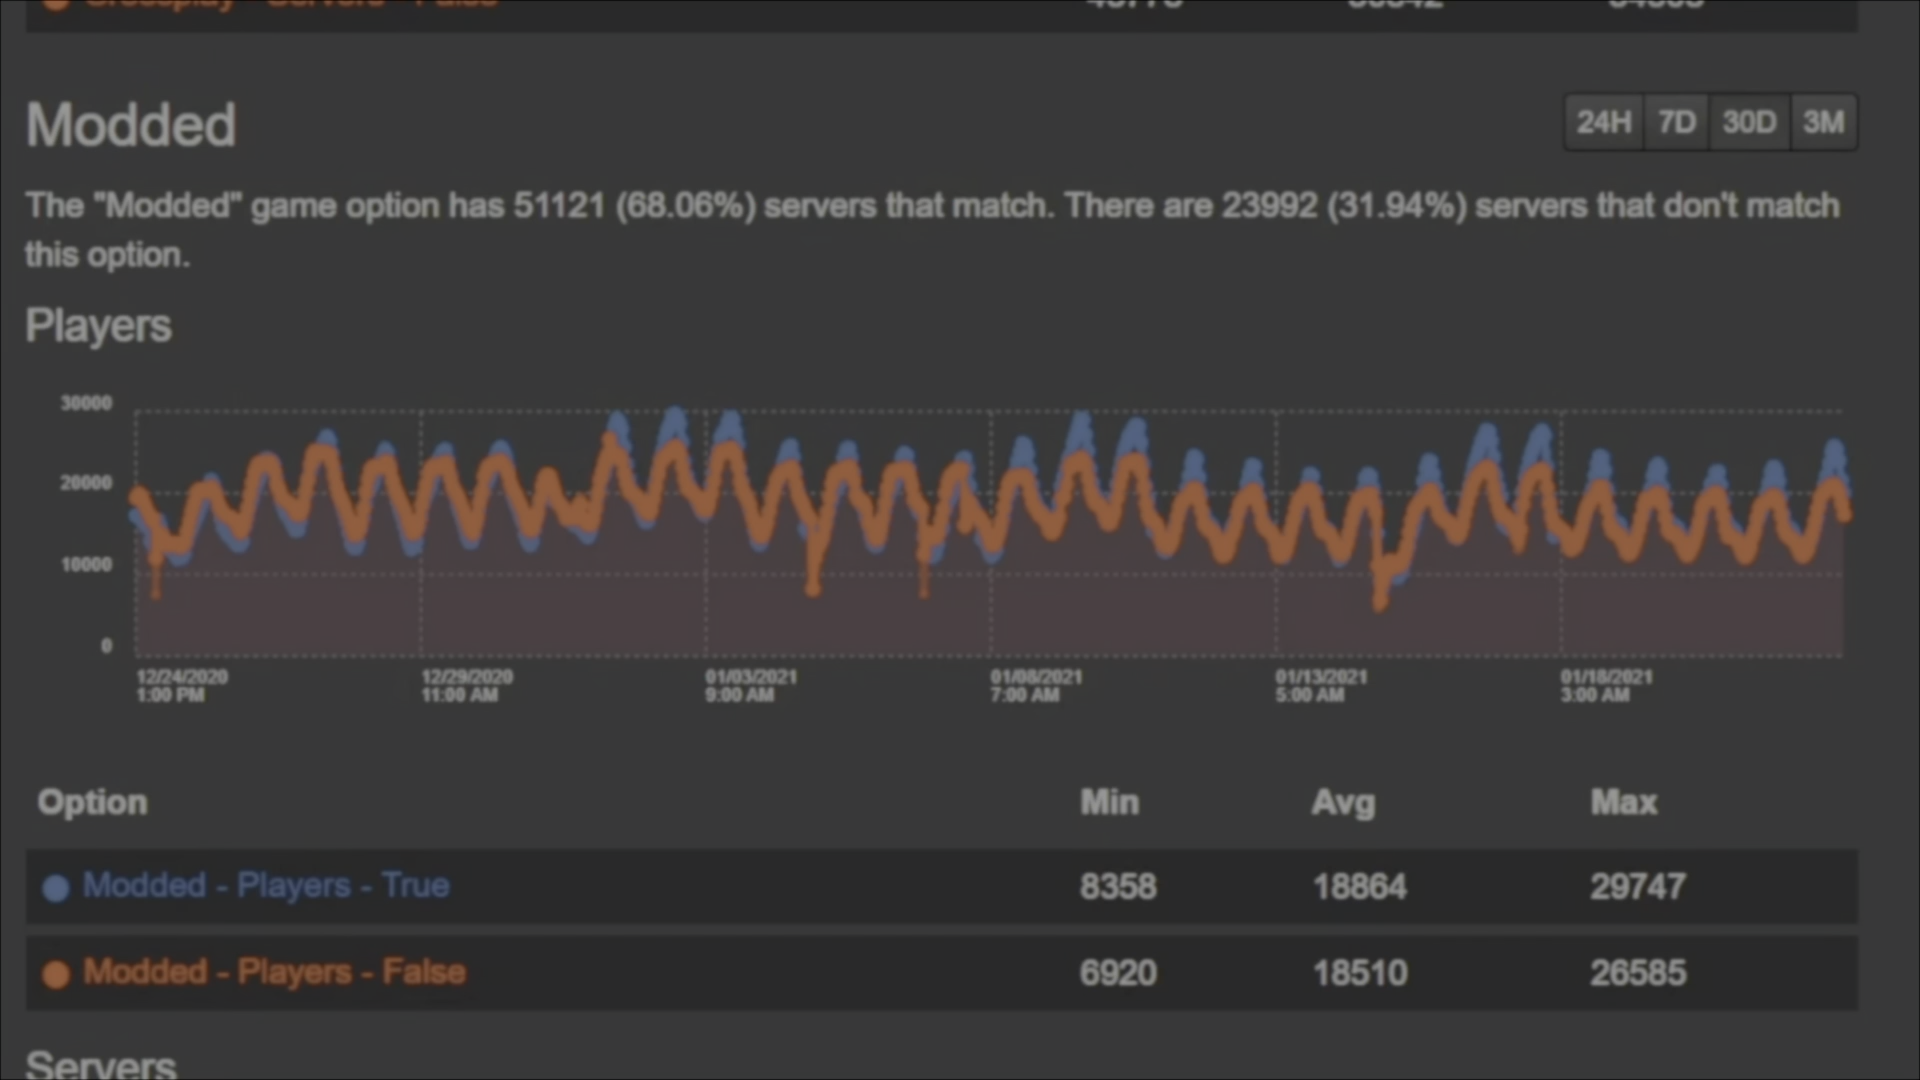 Crossplay - Servers - False
Modded
24H 7D 30D 3M
The "Modded" game option has 51121 (68.06%) servers that match. There are 23992 (31.94%) servers that don't match
this option.
Players
30000
20000
10000
0
12/24/2020 12/29/2020 01/03/2021 01/08/2021 01/13/2021 01/18/2021
1:00 PM 11:00 AM 9:00 AM 7:00 AM 5:00 AM 3:00 AM
Option Min Avg Max
Modded - Players - True 8358 18864 29747
Modded - Players - False 6920 18510 26585
Servers